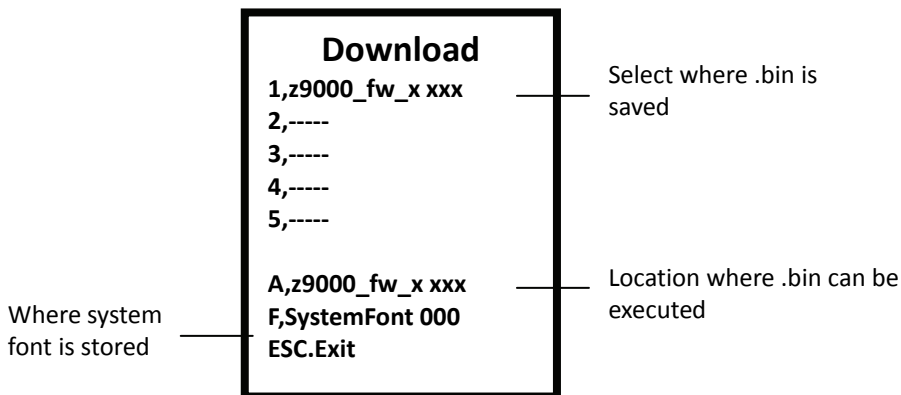 Download
1,z9000_fw_x xxx
2,-----
3,-----
4,-----
5,-----
A,z9000_fw_x xxx
F,SystemFont 000
ESC.Exit
Select where .bin is
saved
Location where .bin can be
executed
Where system
font is stored